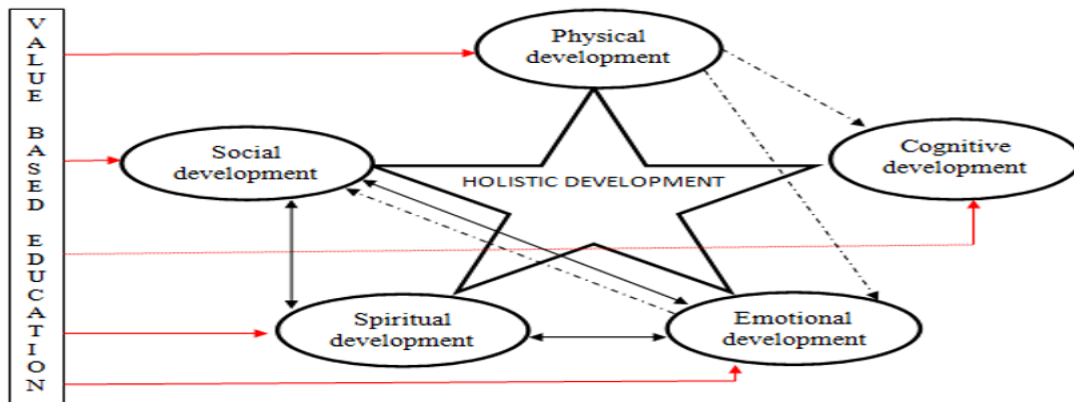 VALUE BASED EDUCATION
Physical
development
Social
development
Cognitive
development
HOLISTIC DEVELOPMENT
Spiritual
development
Emotional
development